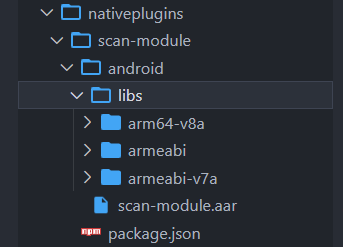 nativeplugins
scan-module
android
libs
arm64-v8a
armeabi
armeabi-v7a
scan-module.aar
npm package.json